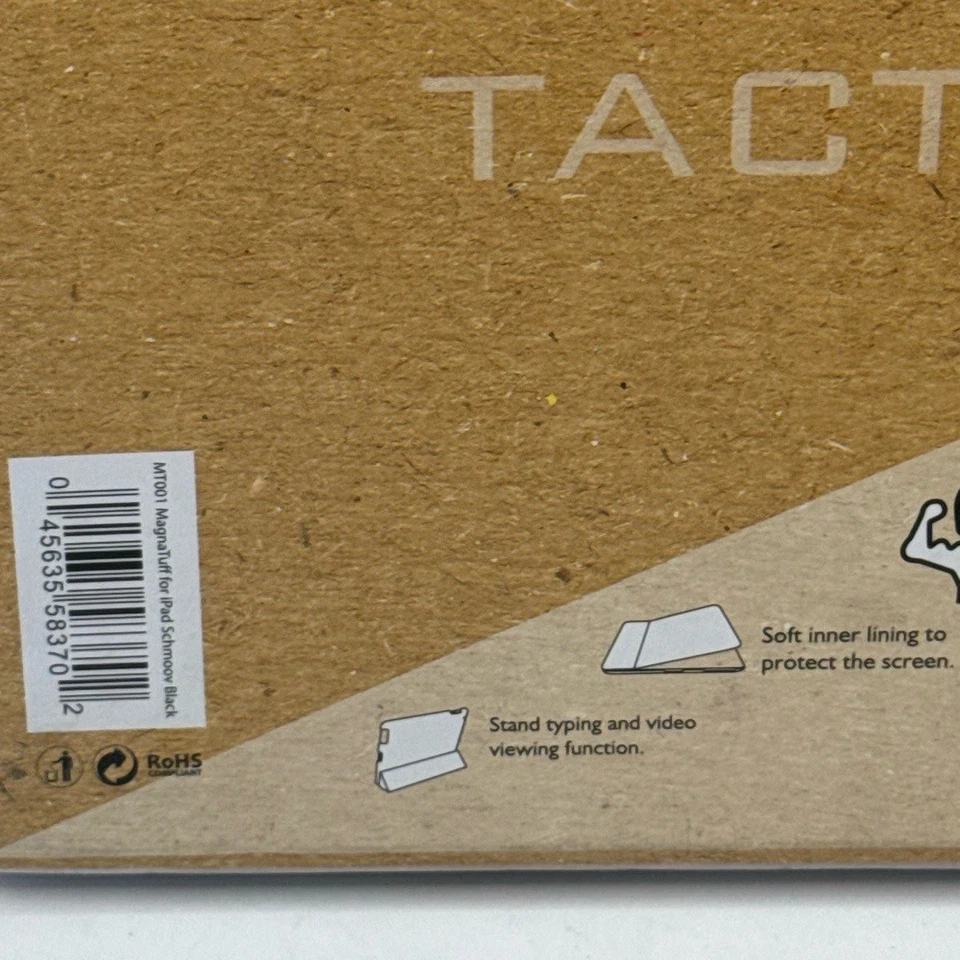 TACT
MT001 MagnaTuff for iPad Schmoov Black
0 45635 58370 2
Soft inner lining to
protect the screen.
Stand typing and video
viewing function.
RoHS
COMPLIANT